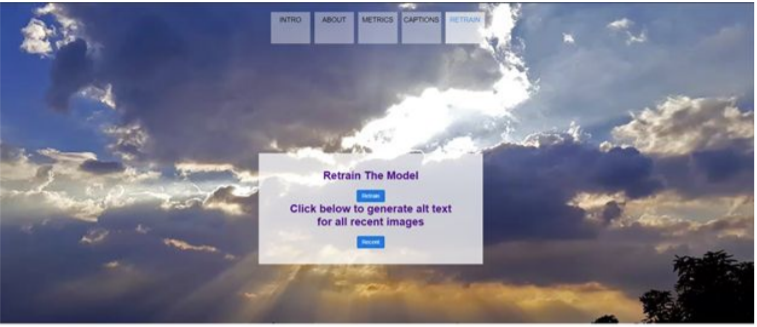 INTRO ABOUT METRICS CAPTIONS RETRAIN
Retrain The Model
Retrain
Click below to generate alt text
for all recent images
Recent